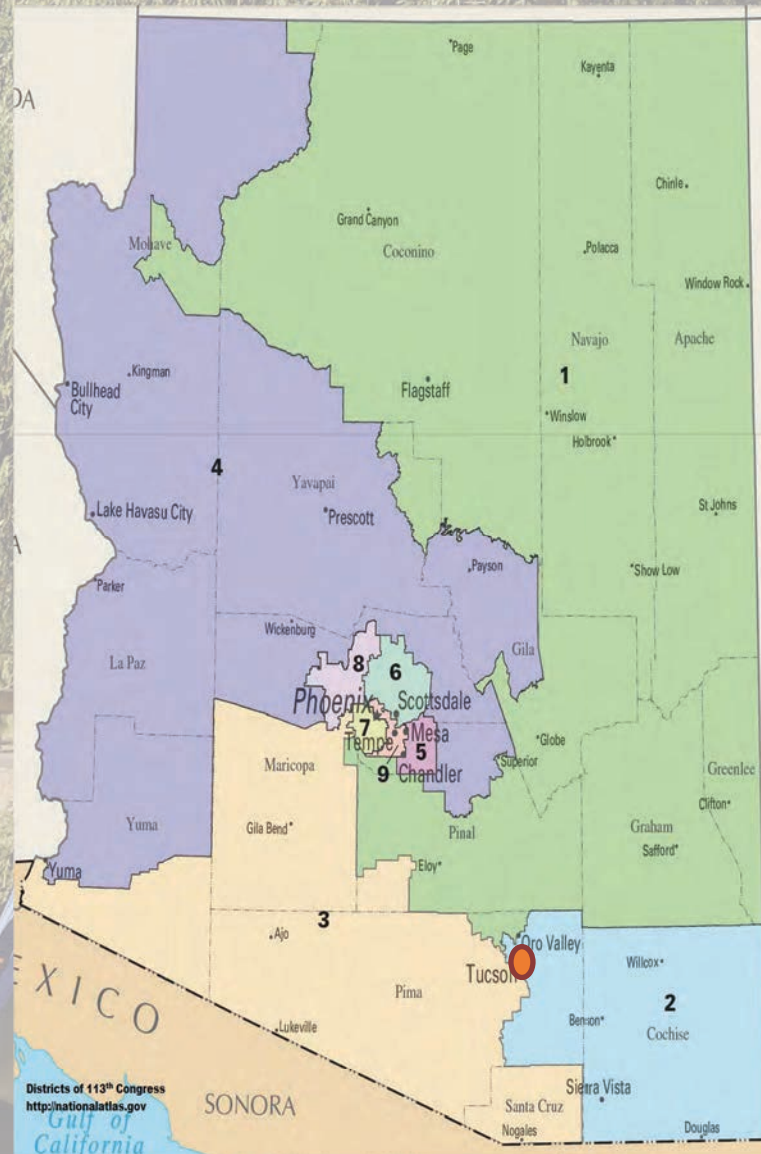 Page
Kayenta
DA
Chinle
Grand Canyon
Mohave
Coconino
Polacca
Window Rock
Navajo
Apache
Kingman
1
Bullhead
City
Flagstaff
Winslow
Holbrook
4
Yavapai
St Johns
Lake Havasu City
Prescott
A
Payson
Show Low
Parker
Wickenburg
Gila
La Paz
8
6
Phoenix
Scottsdale
7
Mesa
Tempe
5
Globe
Maricopa
9
Chandler
Superior
Greenlee
Clifton
Yuma
Gila Bend
Pinal
Graham
Safford
Eloy
Yuma
3
Ajo
Oro Valley
Tucson
Willcox
EXICO
Pima
2
Benson
Lukeville
Cochise
Districts of 113th Congress
http://nationalatlas.gov
SONORA
Sierra Vista
Santa Cruz
Gulf of
California
Nogales
Douglas